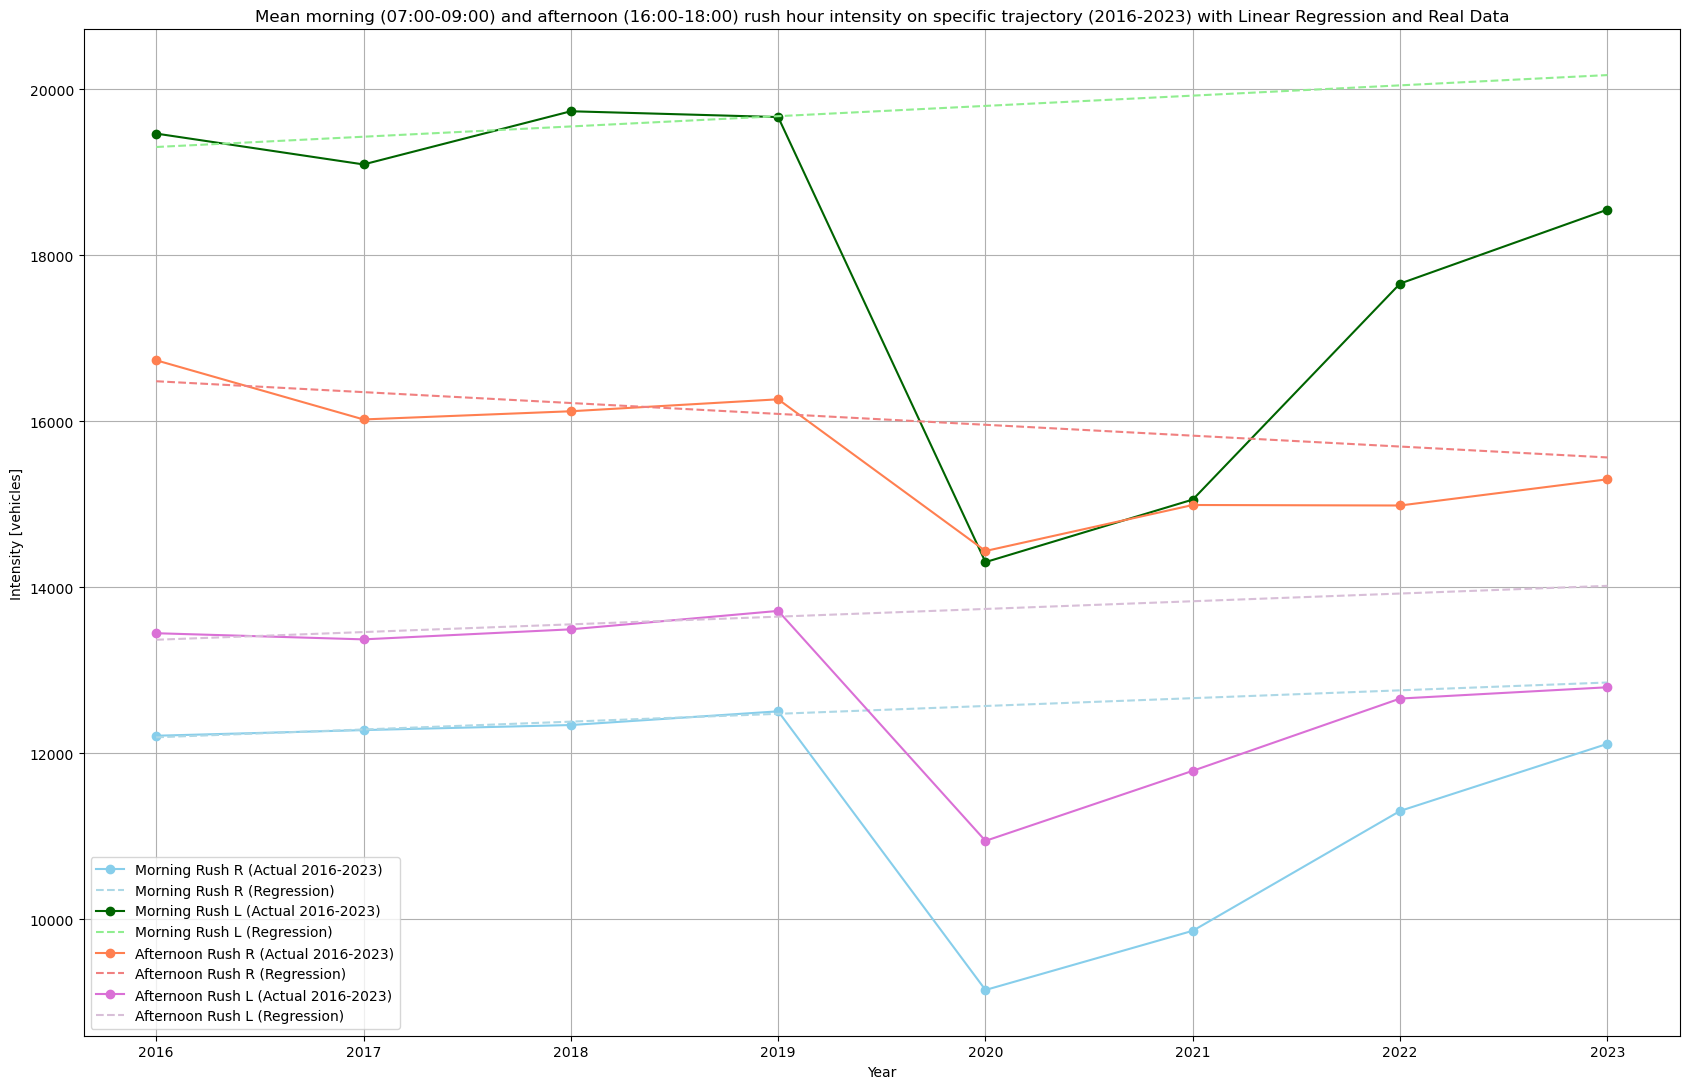 Mean morning (07:00-09:00) and afternoon (16:00-18:00) rush hour intensity on specific trajectory (2016-2023) with Linear Regression and Real Data
20000
18000
16000
14000
12000
10000
Intensity [vehicles]
Morning Rush R (Actual 2016-2023)
Morning Rush R (Regression)
Morning Rush L (Actual 2016-2023)
Morning Rush L (Regression)
Afternoon Rush R (Actual 2016-2023)
Afternoon Rush R (Regression)
Afternoon Rush L (Actual 2016-2023)
Afternoon Rush L (Regression)
2016 2017 2018 2019 2020 2021 2022 2023
Year